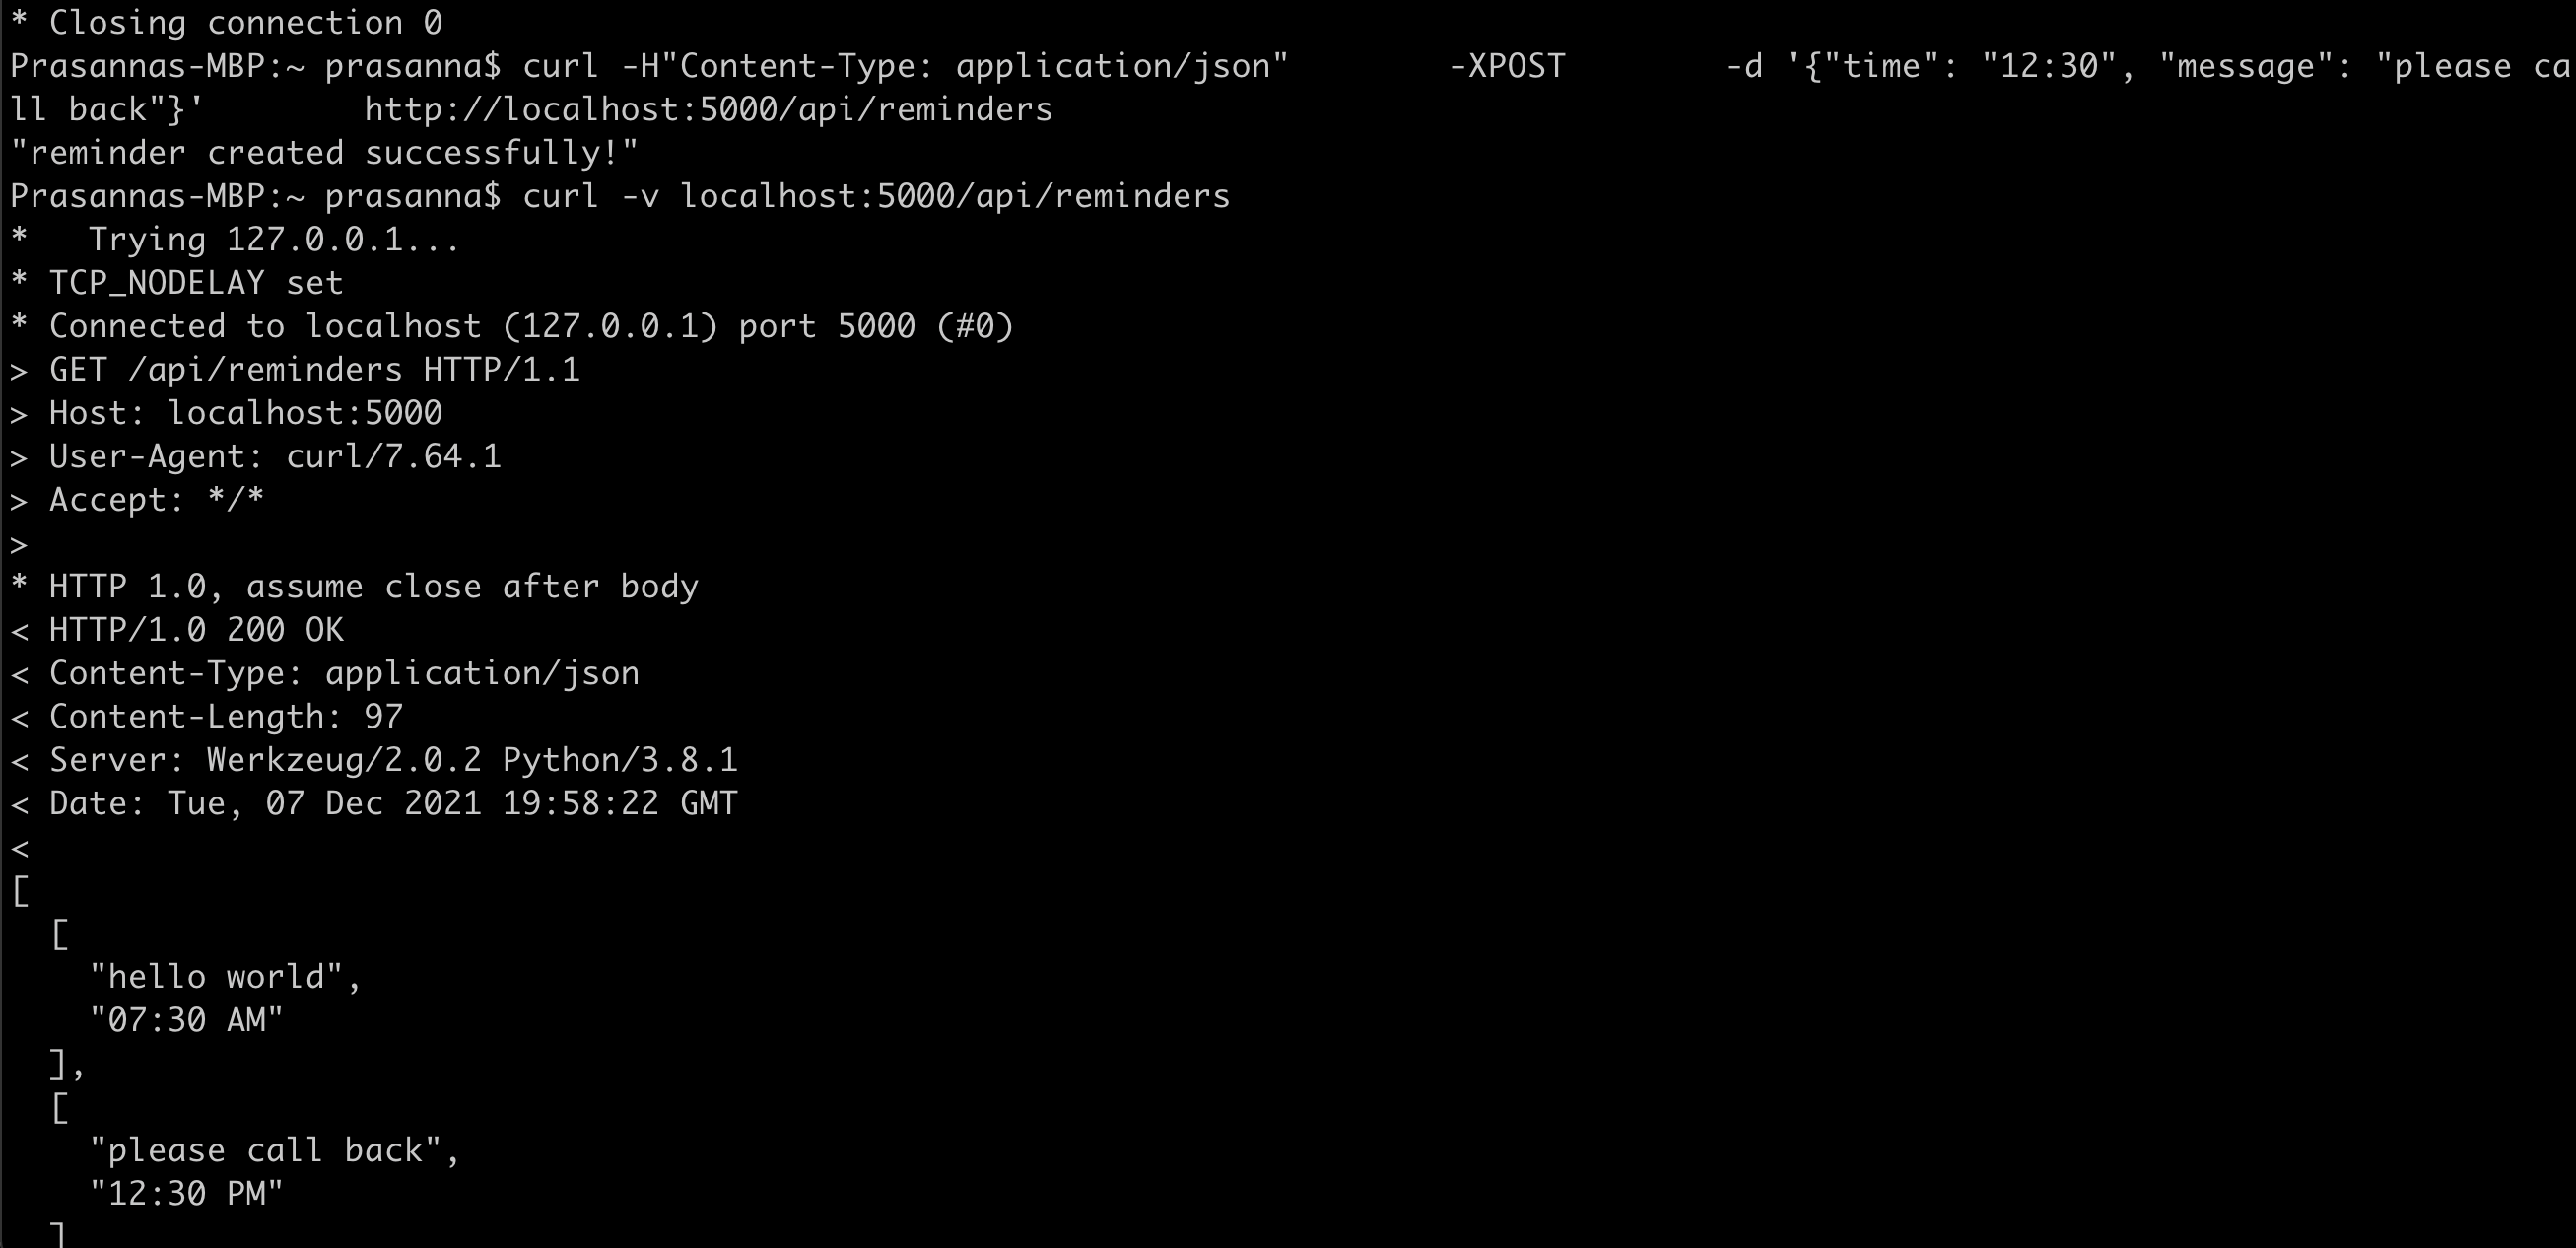 * Closing connection 0
Prasannas-MBP:~ prasanna$ curl -H"Content-Type: application/json"        -XPOST        -d '{"time": "12:30", "message": "please ca
ll back"}'        http://localhost:5000/api/reminders
"reminder created successfully!"
Prasannas-MBP:~ prasanna$ curl -v localhost:5000/api/reminders
*   Trying 127.0.0.1...
* TCP_NODELAY set
* Connected to localhost (127.0.0.1) port 5000 (#0)
> GET /api/reminders HTTP/1.1
> Host: localhost:5000
> User-Agent: curl/7.64.1
> Accept: */*
>
* HTTP 1.0, assume close after body
< HTTP/1.0 200 OK
< Content-Type: application/json
< Content-Length: 97
< Server: Werkzeug/2.0.2 Python/3.8.1
< Date: Tue, 07 Dec 2021 19:58:22 GMT
<
[
  [
    "hello world",
    "07:30 AM"
  ],
  [
    "please call back",
    "12:30 PM"
  ]